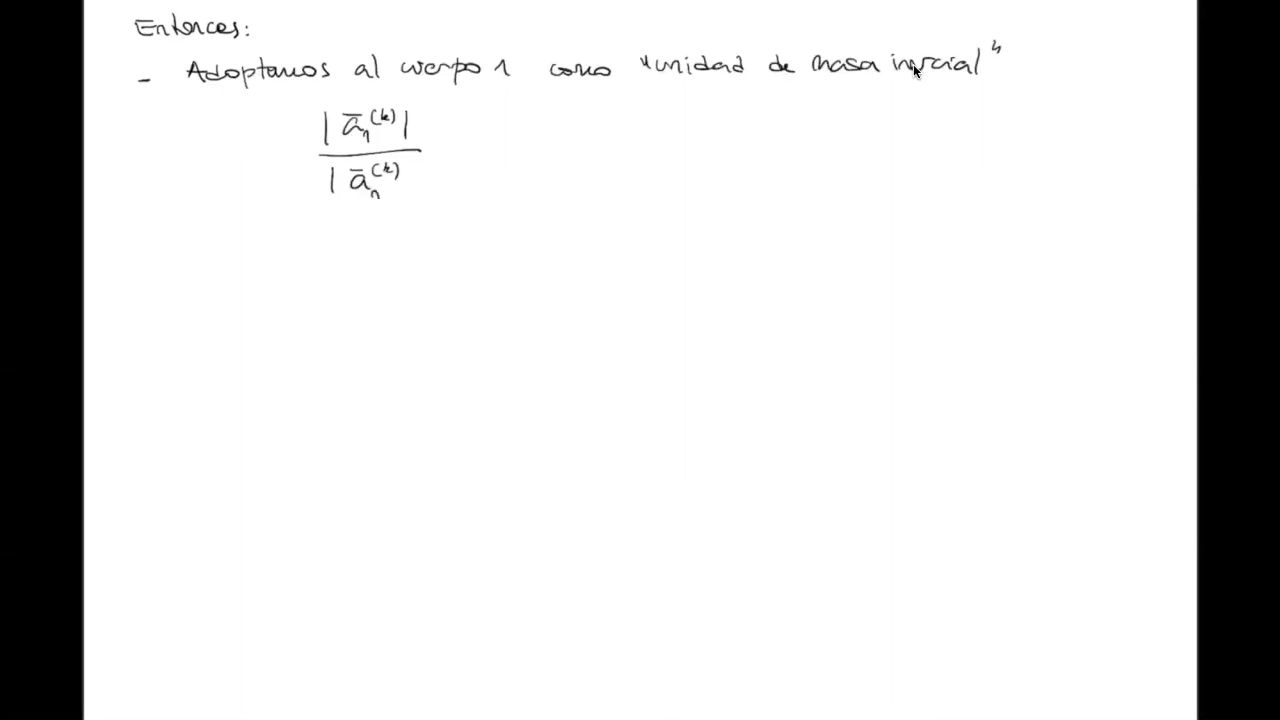 Entonces:
- Adoptamos al cuerpo 1 como "unidad de masa inercial"
| ā₁⁽ᵏ⁾ |
| āₙ⁽ᵏ⁾